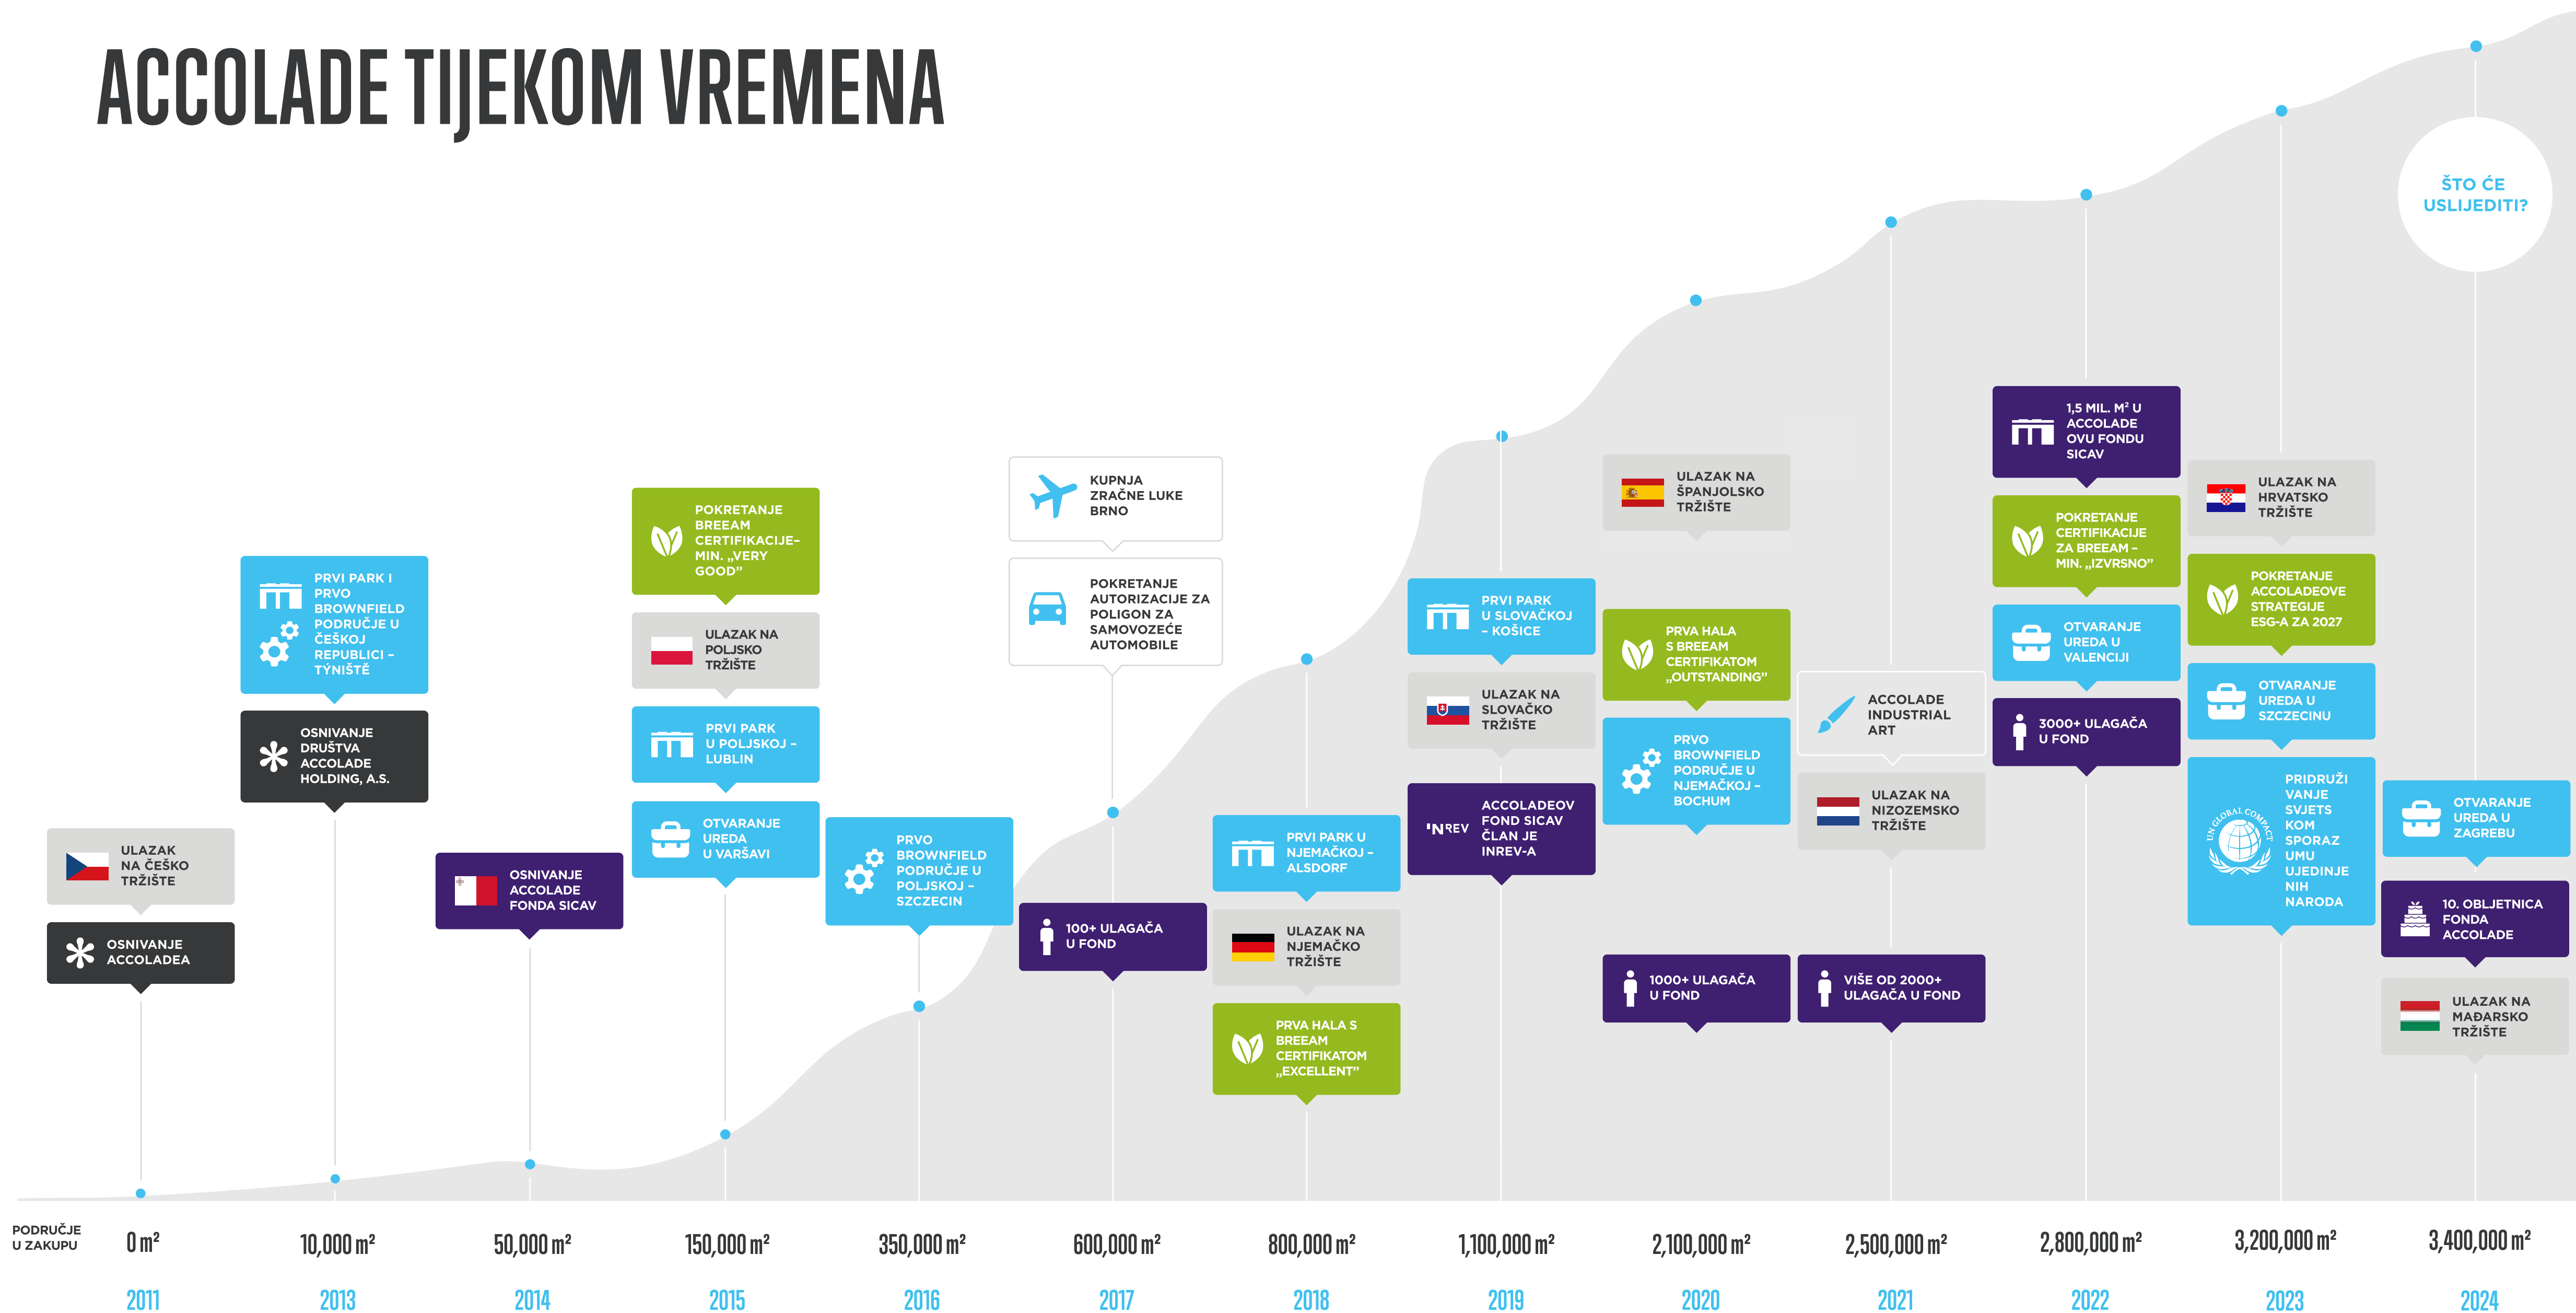 ACCOLADE TIJEKOM VREMENA
ULAZAK
NA ČEŠKO
TRŽIŠTE
OSNIVANJE
ACCOLADEA
PRVI PARK I
PRVO
BROWNFIELD
PODRUČJE U
ČEŠKOJ
REPUBLICI –
TÝNIŠTĚ
OSNIVANJE
DRUŠTVA
ACCOLADE
HOLDING, A.S.
OSNIVANJE
ACCOLADE
FONDA SICAV
POKRETANJE
BREEAM
CERTIFIKACIJE–
MIN. „VERY
GOOD”
ULAZAK NA
POLJSKO
TRŽIŠTE
PRVI PARK
U POLJSKOJ –
LUBLIN
OTVARANJE
UREDA
U VARŠAVI
PRVO
BROWNFIELD
PODRUČJE U
POLJSKOJ –
SZCZECIN
KUPNJA
ZRAČNE LUKE
BRNO
POKRETANJE
AUTORIZACIJE ZA
POLIGON ZA
SAMOVOZEĆE
AUTOMOBILE
100+ ULAGAČA
U FOND
PRVI PARK U
NJEMAČKOJ –
ALSDORF
ULAZAK NA
NJEMAČKO
TRŽIŠTE
PRVA HALA S
BREEAM
CERTIFIKATOM
„EXCELLENT”
PRVI PARK
U SLOVAČKOJ
– KOŠICE
ULAZAK NA
SLOVAČKO
TRŽIŠTE
INREV
ACCOLADEOV
FOND SICAV
ČLAN JE
INREV-A
ULAZAK NA
ŠPANJOLSKO
TRŽIŠTE
PRVA HALA
S BREEAM
CERTIFIKATOM
„OUTSTANDING”
PRVO
BROWNFIELD
PODRUČJE U
NJEMAČKOJ –
BOCHUM
1000+ ULAGAČA
U FOND
ACCOLADE
INDUSTRIAL
ART
ULAZAK NA
NIZOZEMSKO
TRŽIŠTE
VIŠE OD 2000+
ULAGAČA U FOND
1,5 MIL. M² U
ACCOLADE
OVU FONDU
SICAV
POKRETANJE
CERTIFIKACIJE
ZA BREEAM –
MIN. „IZVRSNO”
OTVARANJE
UREDA U
VALENCIJI
3000+ ULAGAČA
U FOND
ULAZAK NA
HRVATSKO
TRŽIŠTE
POKRETANJE
ACCOLADEOVE
STRATEGIJE
ESG-A ZA 2027
OTVARANJE
UREDA U
SZCZECINU
UN GLOBAL COMPACT
PRIDRUŽI
VANJE
SVJETS
KOM
SPORAZ
UMU
UJEDINJE
NIH
NARODA
ŠTO ĆE
USLIJEDITI?
OTVARANJE
UREDA U
ZAGREBU
10. OBLJETNICA
FONDA
ACCOLADE
ULAZAK NA
MAĐARSKO
TRŽIŠTE
PODRUČJE
U ZAKUPU
0 m² 10,000 m² 50,000 m² 150,000 m² 350,000 m² 600,000 m² 800,000 m² 1,100,000 m² 2,100,000 m² 2,500,000 m² 2,800,000 m² 3,200,000 m² 3,400,000 m²
2011 2013 2014 2015 2016 2017 2018 2019 2020 2021 2022 2023 2024